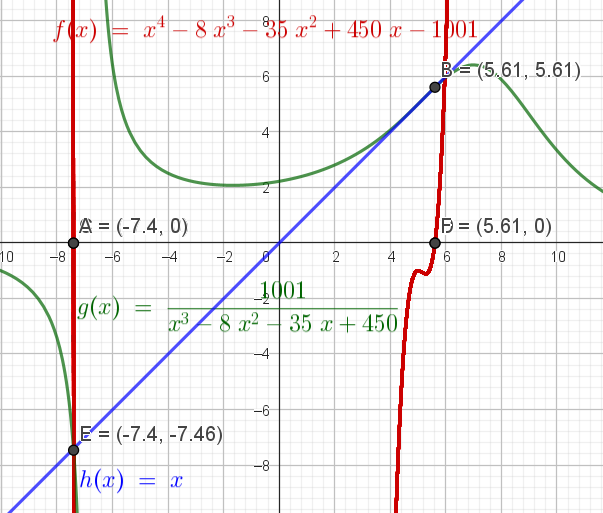 f(x) = x⁴ − 8 x³ − 35 x² + 450 x − 1001
8
B = (5.61, 5.61)
6
4
2
A = (-7.4, 0)
D = (5.61, 0)
10 −8 −6 −4 −2 0 2 4 6 8 10
−2
g(x) = 1001 / x³ − 8 x² − 35 x + 450
−4
−6
E = (-7.4, -7.46)
h(x) = x
−8